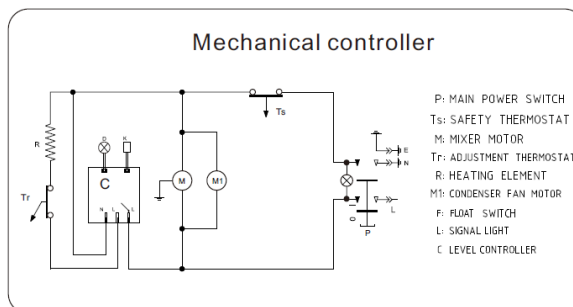 Mechanical controller
P: MAIN POWER SWITCH
Ts: SAFETY THERMOSTAT
M: MIXER MOTOR
Tr: ADJUSTMENT THERMOSTAT
R: HEATING ELEMENT
M1: CONDENSER FAN MOTOR
F: FLOAT SWITCH
L: SIGNAL LIGHT
C LEVEL CONTROLLER
Ts
D
K
R
E
N
C
M
M1
Tr
N L L
L
P